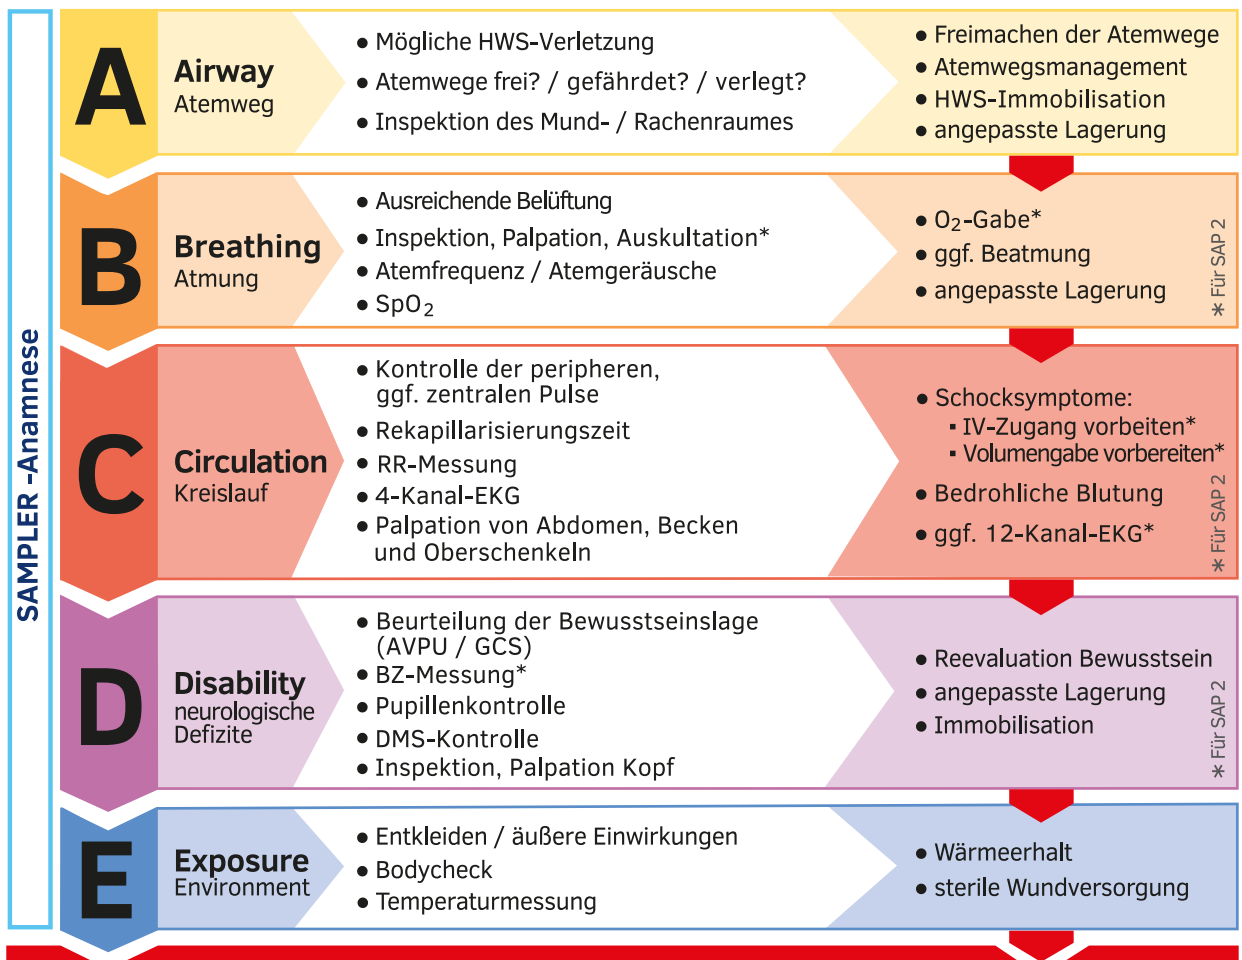 SAMPLER -Anamnese
A
Airway
Atemweg
• Mögliche HWS-Verletzung
• Atemwege frei? / gefährdet? / verlegt?
• Inspektion des Mund- / Rachenraumes
• Freimachen der Atemwege
• Atemwegsmanagement
• HWS-Immobilisation
• angepasste Lagerung
B
Breathing
Atmung
• Ausreichende Belüftung
• Inspektion, Palpation, Auskultation*
• Atemfrequenz / Atemgeräusche
• SpO₂
• O₂-Gabe*
• ggf. Beatmung
• angepasste Lagerung
* Für SAP 2
C
Circulation
Kreislauf
• Kontrolle der peripheren,
ggf. zentralen Pulse
• Rekapillarisierungszeit
• RR-Messung
• 4-Kanal-EKG
• Palpation von Abdomen, Becken
und Oberschenkeln
• Schocksymptome:
▪ IV-Zugang vorbeiten*
▪ Volumengabe vorbereiten*
• Bedrohliche Blutung
• ggf. 12-Kanal-EKG*
* Für SAP 2
D
Disability
neurologische
Defizite
• Beurteilung der Bewusstseinslage
(AVPU / GCS)
• BZ-Messung*
• Pupillenkontrolle
• DMS-Kontrolle
• Inspektion, Palpation Kopf
• Reevaluation Bewusstsein
• angepasste Lagerung
• Immobilisation
* Für SAP 2
E
Exposure
Environment
• Entkleiden / äußere Einwirkungen
• Bodycheck
• Temperaturmessung
• Wärmeerhalt
• sterile Wundversorgung